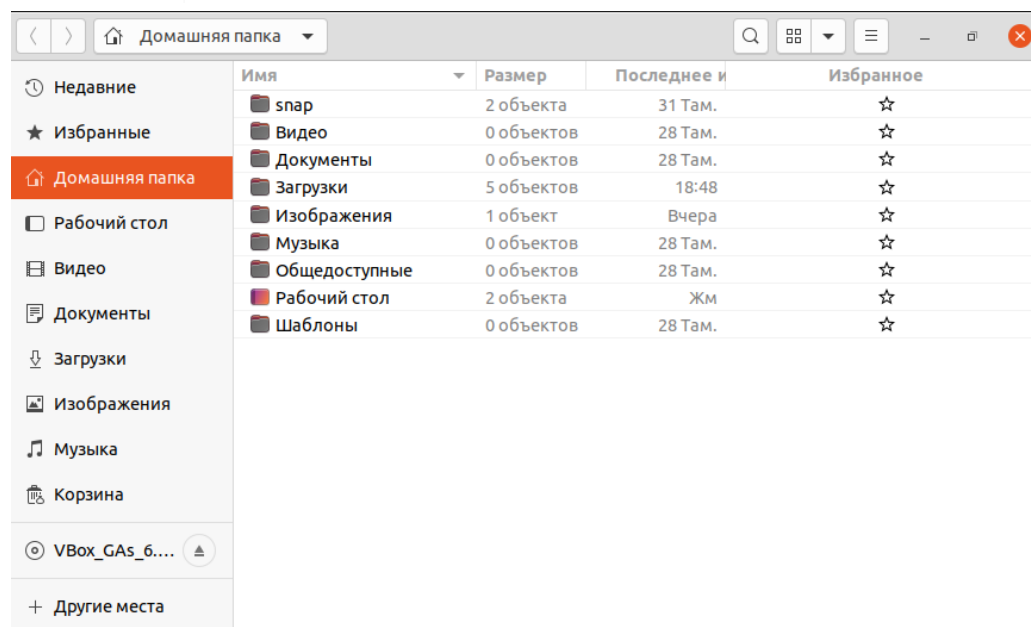 Домашняя папка
Недавние
Избранные
Домашняя папка
Рабочий стол
Видео
Документы
Загрузки
Изображения
Музыка
Корзина
VBox_GAs_6....
Другие места
Имя Размер Последнее и Избранное
snap 2 объекта 31 Там.
Видео 0 объектов 28 Там.
Документы 0 объектов 28 Там.
Загрузки 5 объектов 18:48
Изображения 1 объект Вчера
Музыка 0 объектов 28 Там.
Общедоступные 0 объектов 28 Там.
Рабочий стол 2 объекта Жм
Шаблоны 0 объектов 28 Там.